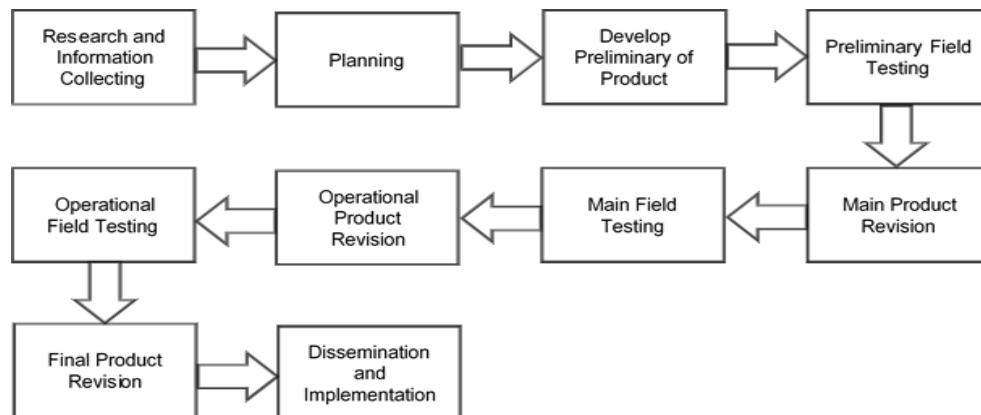 Research and
Information
Collecting
Planning
Develop
Preliminary of
Product
Preliminary Field
Testing
Main Product
Revision
Main Field
Testing
Operational
Product
Revision
Operational
Field Testing
Final Product
Revision
Dissemination
and
Implementation